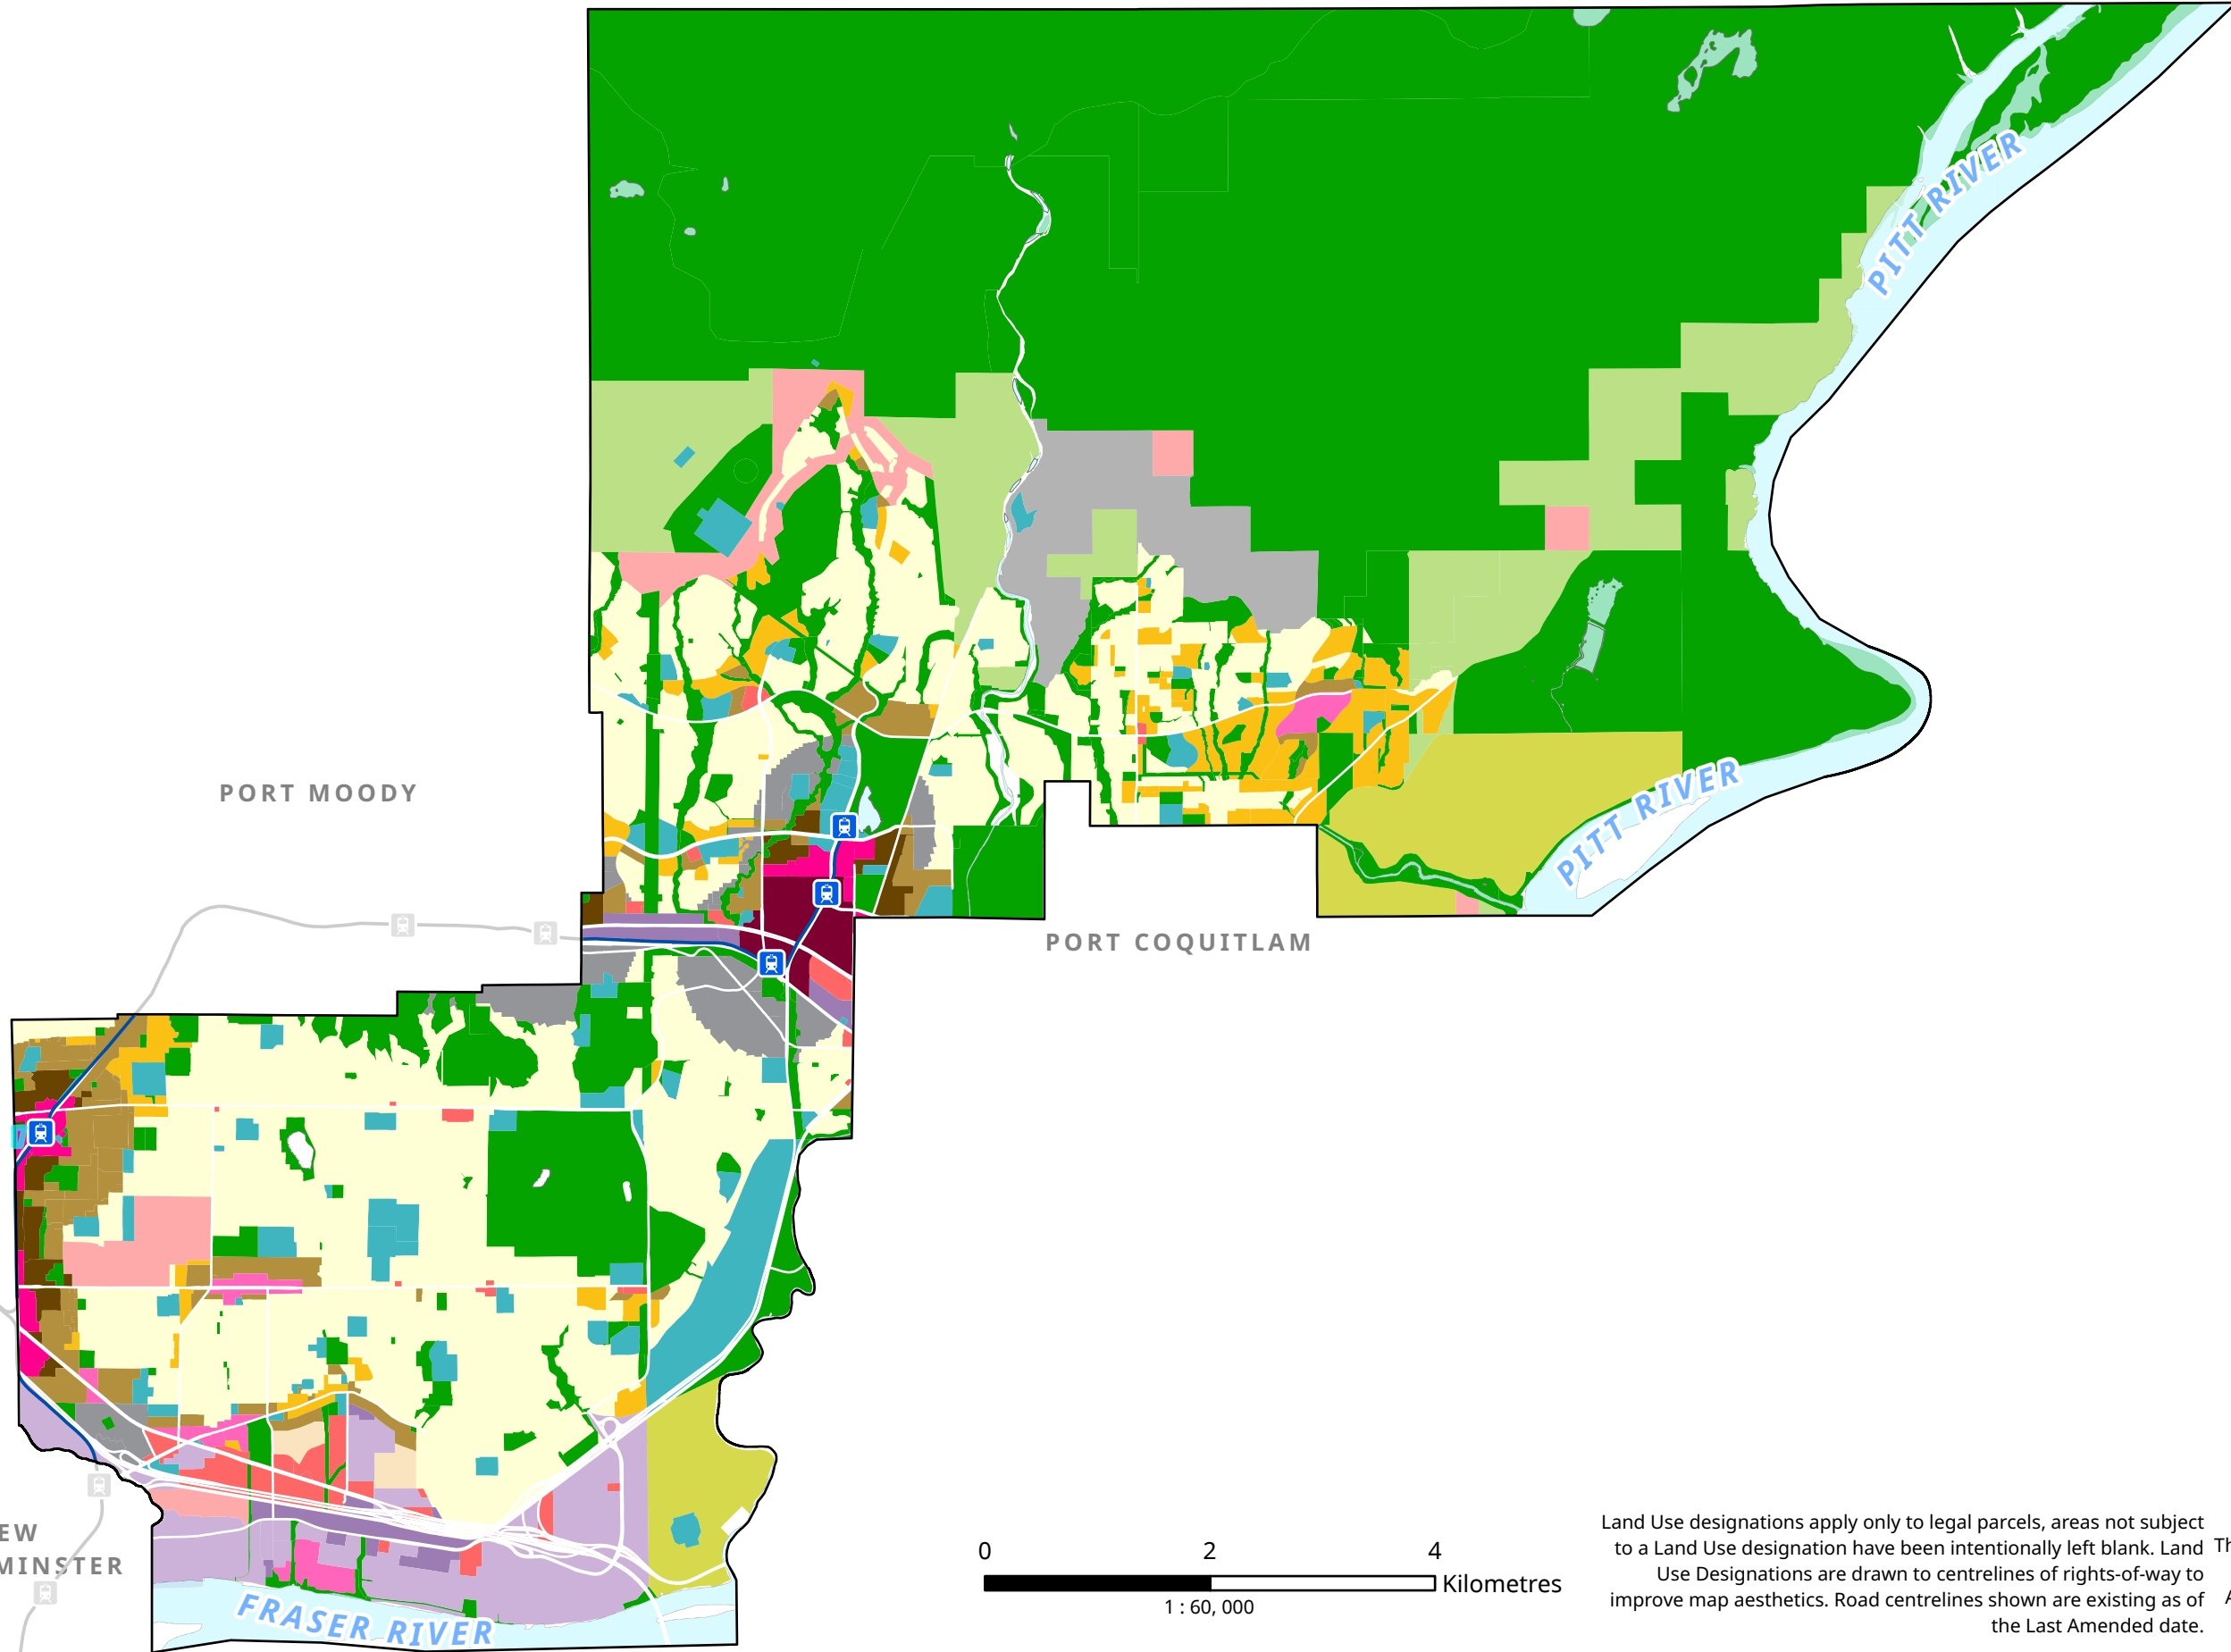 PITT RIVER
PORT MOODY
PITT RIVER
PORT COQUITLAM
EW
MINSTER
FRASER RIVER
0 2 4
Kilometres
1 : 60, 000
Land Use designations apply only to legal parcels, areas not subject
to a Land Use designation have been intentionally left blank. Land
Use Designations are drawn to centrelines of rights-of-way to
improve map aesthetics. Road centrelines shown are existing as of
the Last Amended date.
Th
A